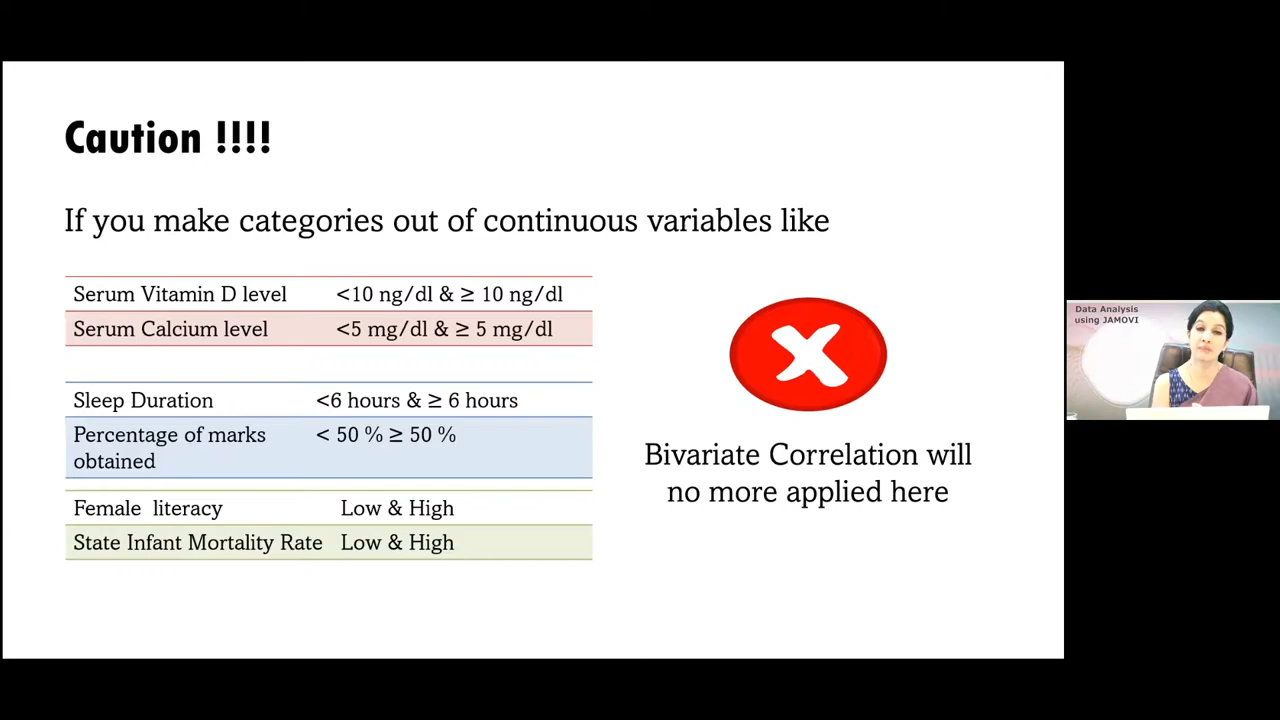 Caution !!!!
If you make categories out of continuous variables like
Serum Vitamin D level <10 ng/dl & ≥ 10 ng/dl
Serum Calcium level <5 mg/dl & ≥ 5 mg/dl
Sleep Duration <6 hours & ≥ 6 hours
Percentage of marks < 50 % ≥ 50 %
obtained
Female literacy Low & High
State Infant Mortality Rate Low & High
Bivariate Correlation will
no more applied here
Data Analysis
using JAMOVI